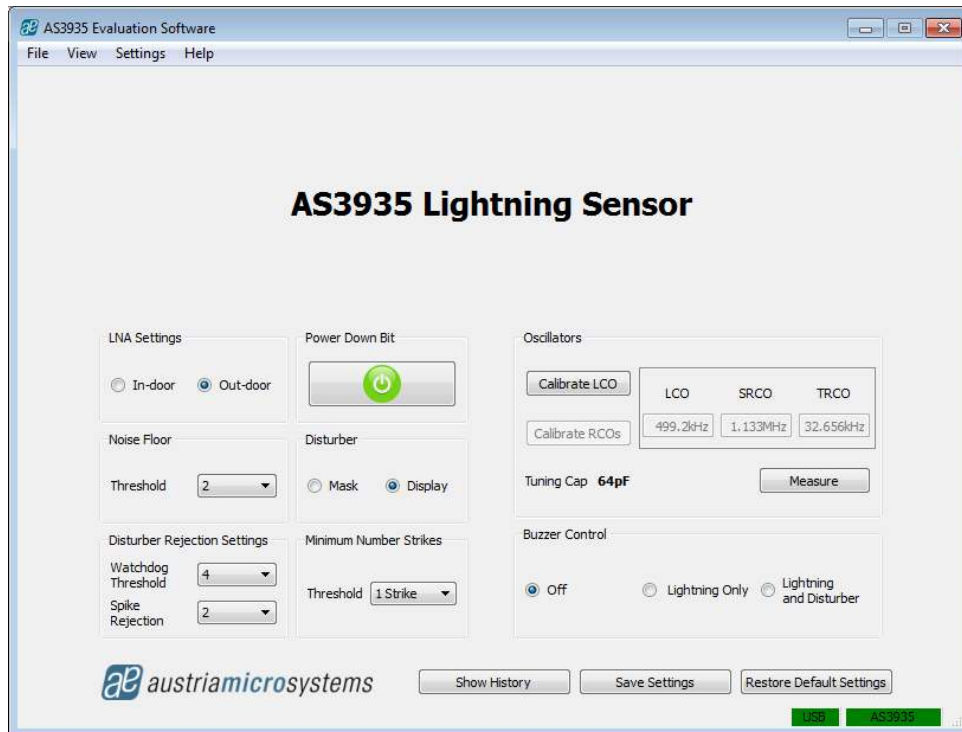 AS3935 Evaluation Software
File View Settings Help
AS3935 Lightning Sensor
LNA Settings
In-door Out-door
Power Down Bit
Noise Floor
Threshold 2
Disturber
Mask Display
Disturber Rejection Settings
Watchdog
Threshold
4
Spike
Rejection
2
Minimum Number Strikes
Threshold 1 Strike
Oscillators
Calibrate LCO
Calibrate RCOs
LCO SRCO TRCO
499.2kHz 1.133MHz 32.656kHz
Tuning Cap 64pF
Measure
Buzzer Control
Off
Lightning Only
Lightning
and Disturber
ae austriamicrosystems
Show History Save Settings Restore Default Settings
USB AS3935